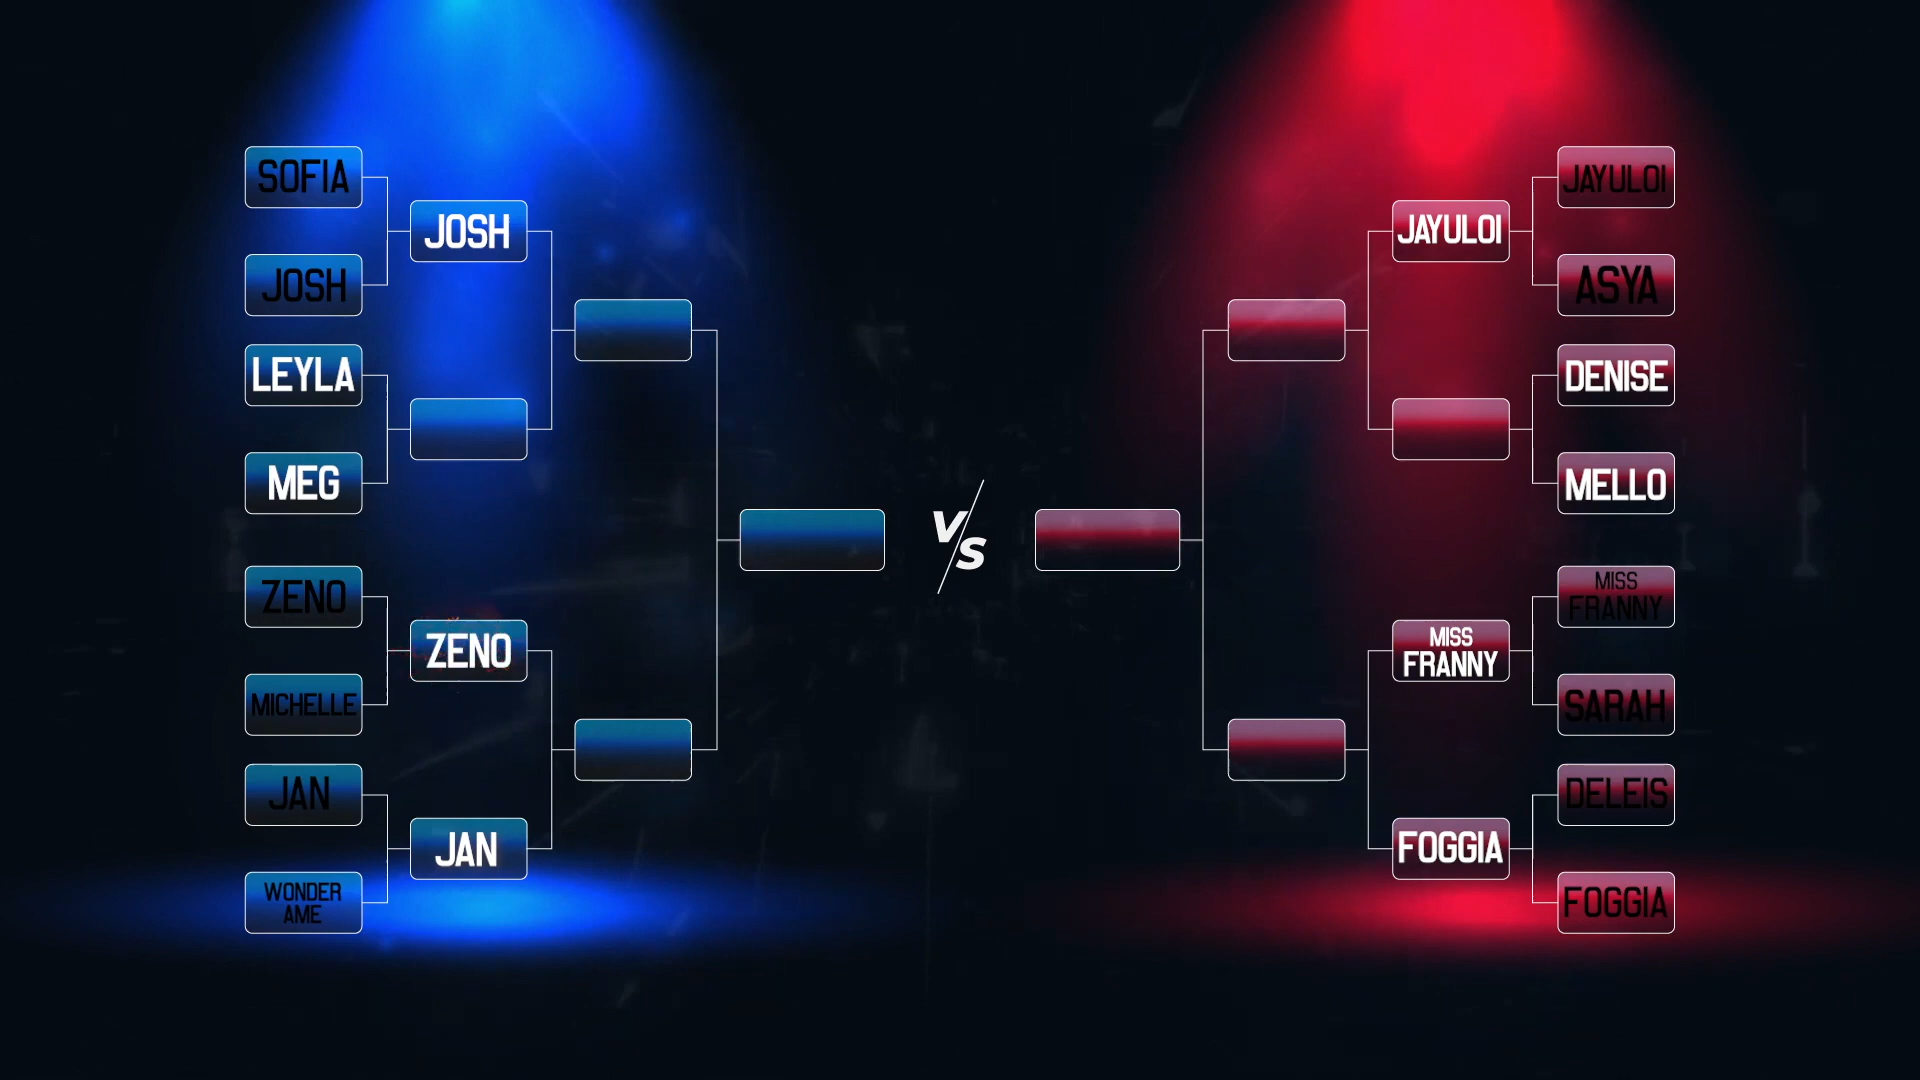 SOFIA
JOSH
LEYLA
MEG
ZENO
MICHELLE
JAN
WONDER
AME
JOSH
ZENO
JAN
VS
JAYULOI
MISS
FRANNY
FOGGIA
JAYULOI
ASYA
DENISE
MELLO
MISS
FRANNY
SARAH
DELEIS
FOGGIA